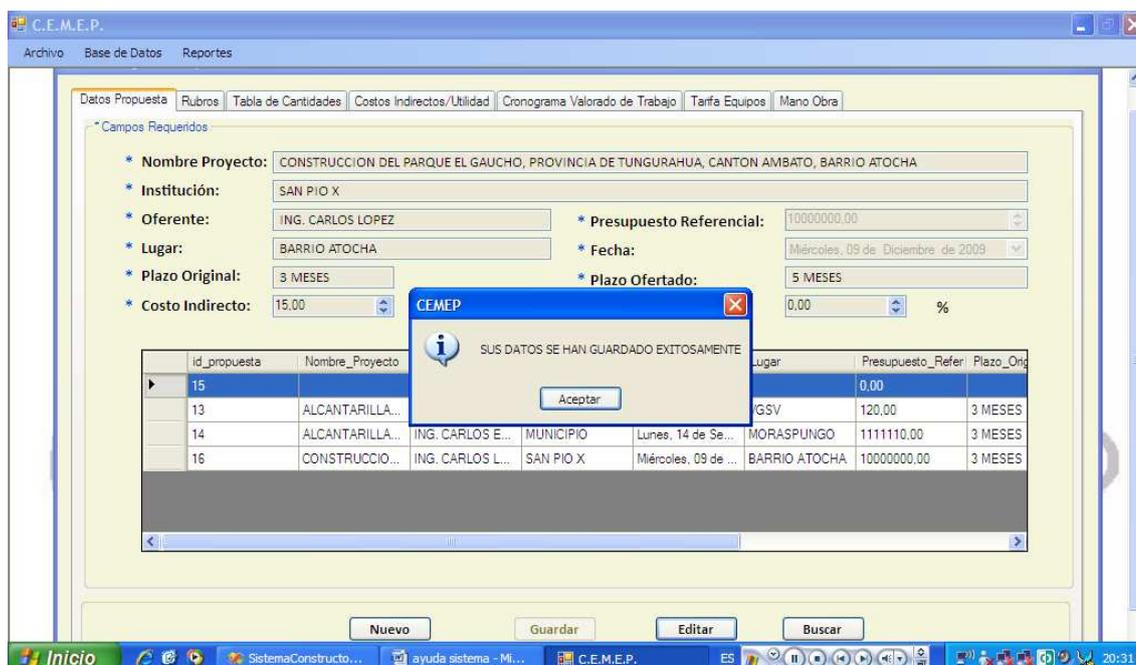 C.E.M.E.P.
Archivo Base de Datos Reportes
Datos Propuesta Rubros Tabla de Cantidades Costos Indirectos/Utilidad Cronograma Valorado de Trabajo Tarifa Equipos Mano Obra
*Campos Requeridos
* Nombre Proyecto: CONSTRUCCION DEL PARQUE EL GAUCHO, PROVINCIA DE TUNGURAHUA, CANTON AMBATO, BARRIO ATOCHA
* Institución: SAN PIO X
* Oferente: ING. CARLOS LOPEZ * Presupuesto Referencial: 10000000,00
* Lugar: BARRIO ATOCHA * Fecha: Miércoles, 09 de Diciembre de 2009
* Plazo Original: 3 MESES * Plazo Ofertado: 5 MESES
* Costo Indirecto: 15,00 0,00 %
CEMEP
SUS DATOS SE HAN GUARDADO EXITOSAMENTE
Aceptar
id_propuesta Nombre_Proyecto Lugar Presupuesto_Refer Plazo_Orig
15 0,00
13 ALCANTARILLA... 120,00 3 MESES
14 ALCANTARILLA... ING. CARLOS E... MUNICIPIO Lunes, 14 de Se... MORASPUNGO 1111110,00 3 MESES
16 CONSTRUCCIO... ING. CARLOS L... SAN PIO X Miércoles, 09 de ... BARRIO ATOCHA 10000000,00 3 MESES
Nuevo Guardar Editar Buscar
Inicio SistemaConstructo... ayuda sistema - Mi... C.E.M.E.P. ES 20:31